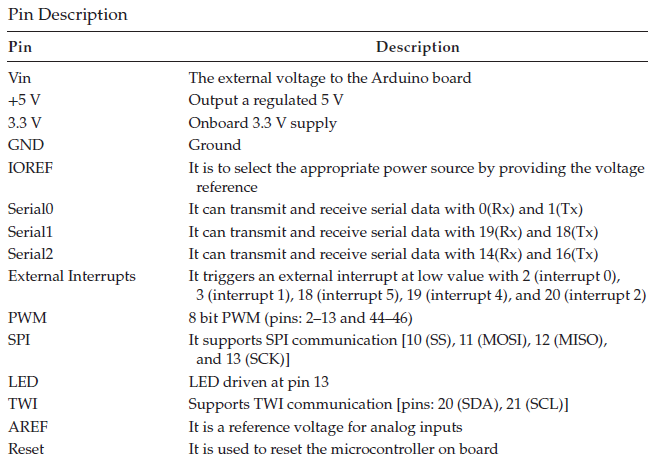 Pin Description
Pin Description
Vin The external voltage to the Arduino board
+5 V Output a regulated 5 V
3.3 V Onboard 3.3 V supply
GND Ground
IOREF It is to select the appropriate power source by providing the voltage
reference
Serial0 It can transmit and receive serial data with 0(Rx) and 1(Tx)
Serial1 It can transmit and receive serial data with 19(Rx) and 18(Tx)
Serial2 It can transmit and receive serial data with 14(Rx) and 16(Tx)
External Interrupts It triggers an external interrupt at low value with 2 (interrupt 0),
3 (interrupt 1), 18 (interrupt 5), 19 (interrupt 4), and 20 (interrupt 2)
PWM 8 bit PWM (pins: 2–13 and 44–46)
SPI It supports SPI communication [10 (SS), 11 (MOSI), 12 (MISO),
and 13 (SCK)]
LED LED driven at pin 13
TWI Supports TWI communication [pins: 20 (SDA), 21 (SCL)]
AREF It is a reference voltage for analog inputs
Reset It is used to reset the microcontroller on board